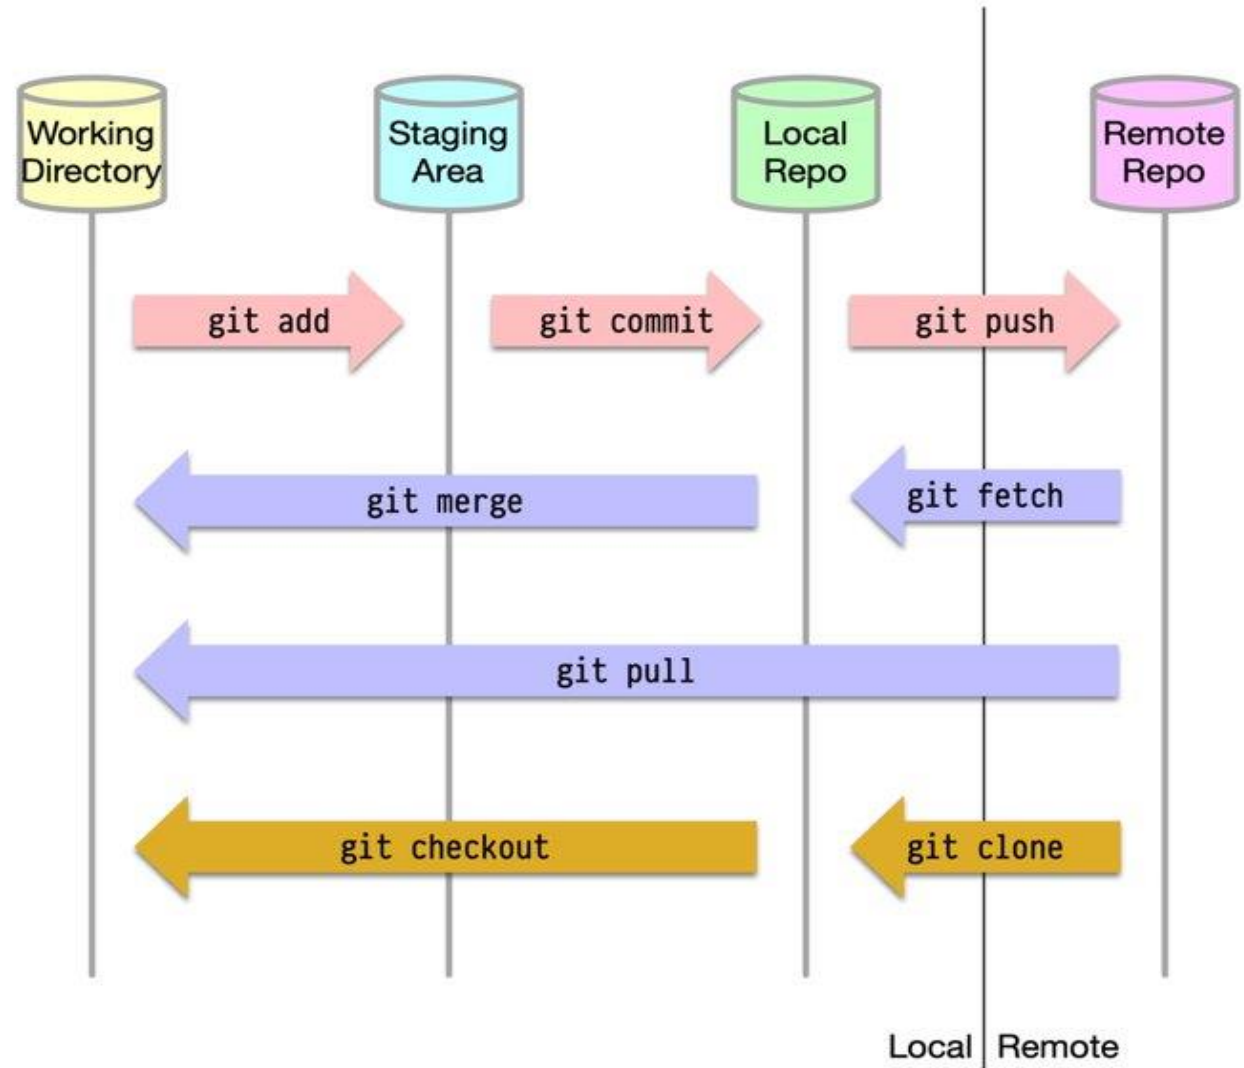 Working
Directory
Staging
Area
Local
Repo
Remote
Repo
git add
git commit
git push
git merge
git fetch
git pull
git checkout
git clone
Local
Remote